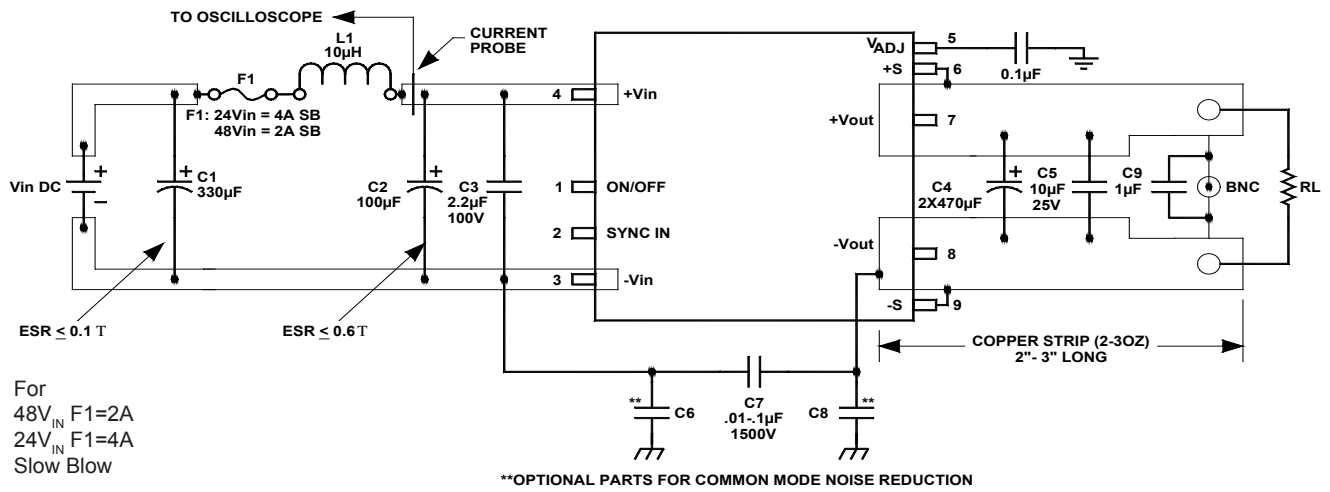 TO OSCILLOSCOPE
CURRENT
PROBE
L1
10µH
F1
F1: 24Vin = 4A SB
48Vin = 2A SB
Vin DC
+
–
+
C1
330µF
+
C2
100µF
C3
2.2µF
100V
4
+Vin
1
ON/OFF
2
SYNC IN
3
-Vin
VADJ
5
0.1µF
+S
6
+Vout
7
-Vout
8
-S
9
+
C4
2X470µF
C5
10µF
25V
C9
1µF
BNC
RL
ESR ≤ 0.1 T
ESR ≤ 0.6 T
COPPER STRIP (2-3OZ)
2"- 3" LONG
For
48VIN F1=2A
24VIN F1=4A
Slow Blow
**
C6
C7
.01-.1µF
1500V
C8
**
**OPTIONAL PARTS FOR COMMON MODE NOISE REDUCTION